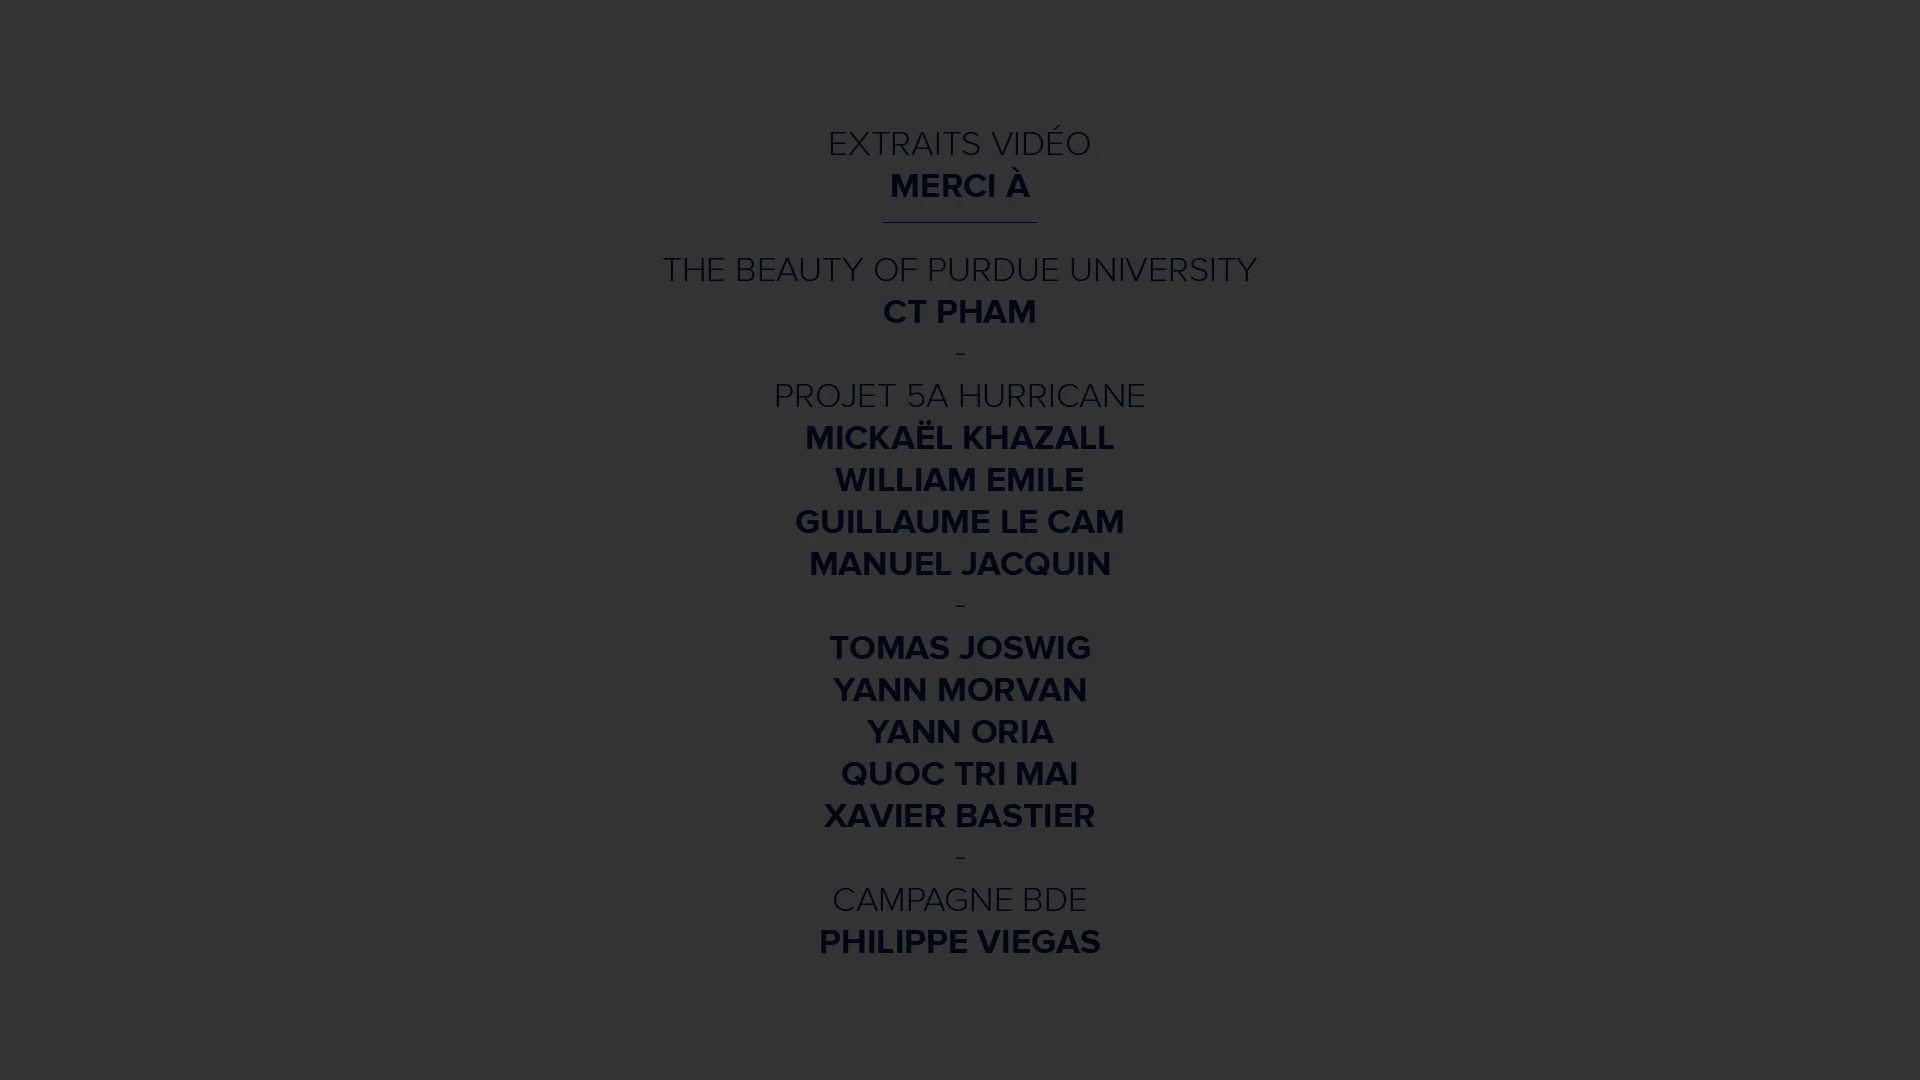 EXTRAITS VIDÉO
MERCI À
THE BEAUTY OF PURDUE UNIVERSITY
CT PHAM
-
PROJET 5A HURRICANE
MICKAËL KHAZALL
WILLIAM EMILE
GUILLAUME LE CAM
MANUEL JACQUIN
-
TOMAS JOSWIG
YANN MORVAN
YANN ORIA
QUOC TRI MAI
XAVIER BASTIER
-
CAMPAGNE BDE
PHILIPPE VIEGAS